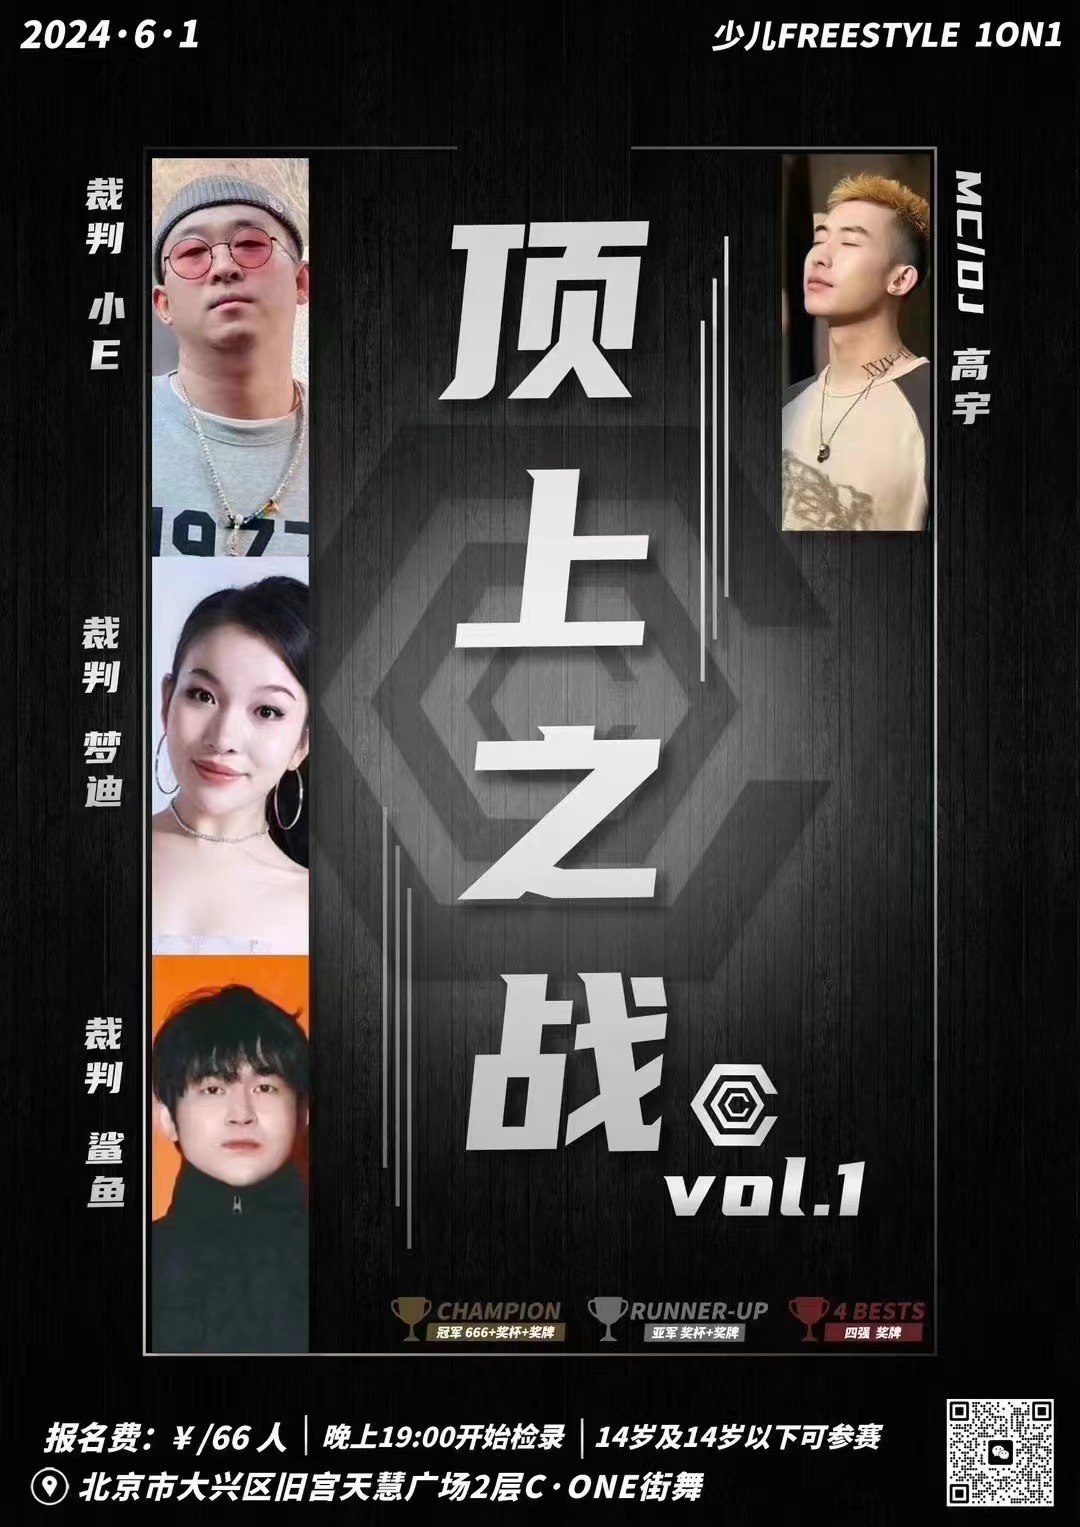 2024·6·1
少儿FREESTYLE 1ON1
裁判 小E
裁判 梦迪
裁判 鲨鱼
MC/DJ 高宇
顶上之战
vol.1
1977
CHAMPION
冠军 666+奖杯+奖牌
RUNNER-UP
亚军 奖杯+奖牌
4 BESTS
四强 奖牌
报名费：￥/66 人
晚上19:00开始检录
14岁及14岁以下可参赛
北京市大兴区旧宫天慧广场2层C·ONE街舞